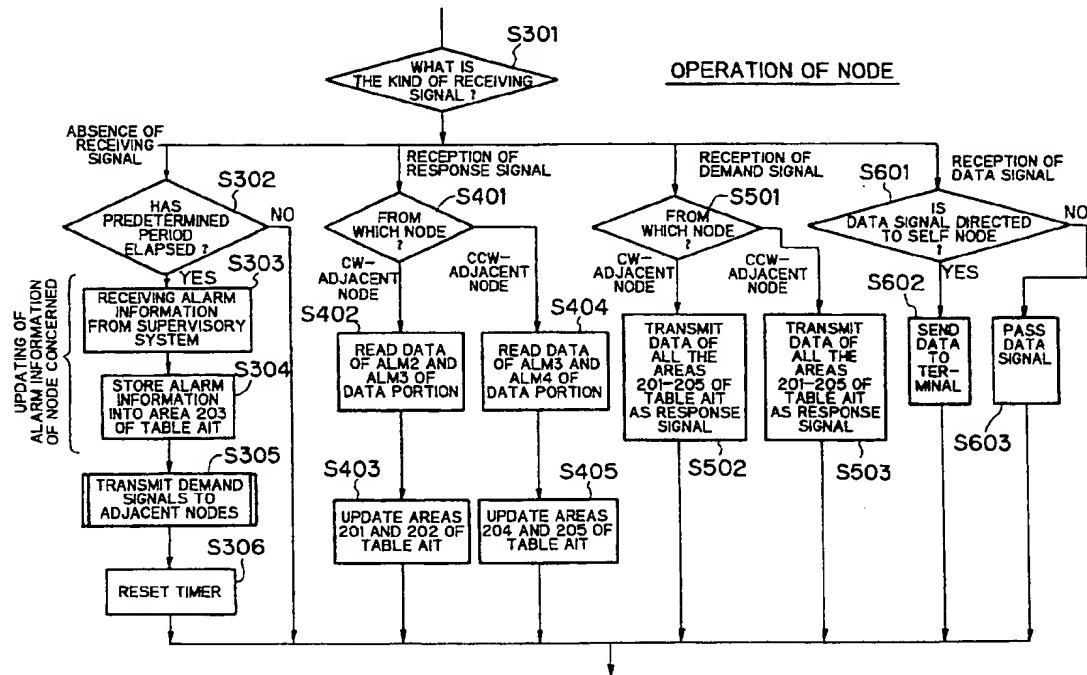 S301
WHAT IS
THE KIND OF RECEIVING
SIGNAL ?
OPERATION OF NODE
ABSENCE OF
RECEIVING
SIGNAL
RECEPTION OF
RESPONSE SIGNAL
RECEPTION OF
DEMAND SIGNAL
RECEPTION OF
DATA SIGNAL
S302
HAS
PREDETERMINED
PERIOD
ELAPSED ?
NO
YES
S401
FROM
WHICH NODE
?
CW-
ADJACENT
NODE
CCW-
ADJACENT
NODE
S501
FROM
WHICH NODE
?
CW-
ADJACENT
NODE
CCW-
ADJACENT
NODE
S601
IS
DATA SIGNAL DIRECTED
TO SELF NODE
?
NO
YES
UPDATING OF
ALARM INFORMATION
OF NODE CONCERNED
S303
RECEIVING ALARM
INFORMATION
FROM SUPERVISORY
SYSTEM
S304
STORE ALARM
INFORMATION
INTO AREA 203
OF TABLE AIT
S305
TRANSMIT DEMAND
SIGNALS TO
ADJACENT NODES
S306
RESET TIMER
S402
READ DATA
OF ALM2 AND
ALM3 OF
DATA PORTION
S403
UPDATE AREAS
201 AND 202 OF
TABLE AIT
S404
READ DATA
OF ALM3 AND
ALM4 OF
DATA PORTION
S405
UPDATE AREAS
204 AND 205 OF
TABLE AIT
TRANSMIT
DATA OF
ALL THE
AREAS
201-205 OF
TABLE AIT
AS RESPONSE
SIGNAL
S502
TRANSMIT
DATA OF
ALL THE
AREAS
201-205 OF
TABLE AIT
AS RESPONSE
SIGNAL
S503
S602
SEND
DATA
TO
TER-
MINAL
PASS
DATA
SIGNAL
S603